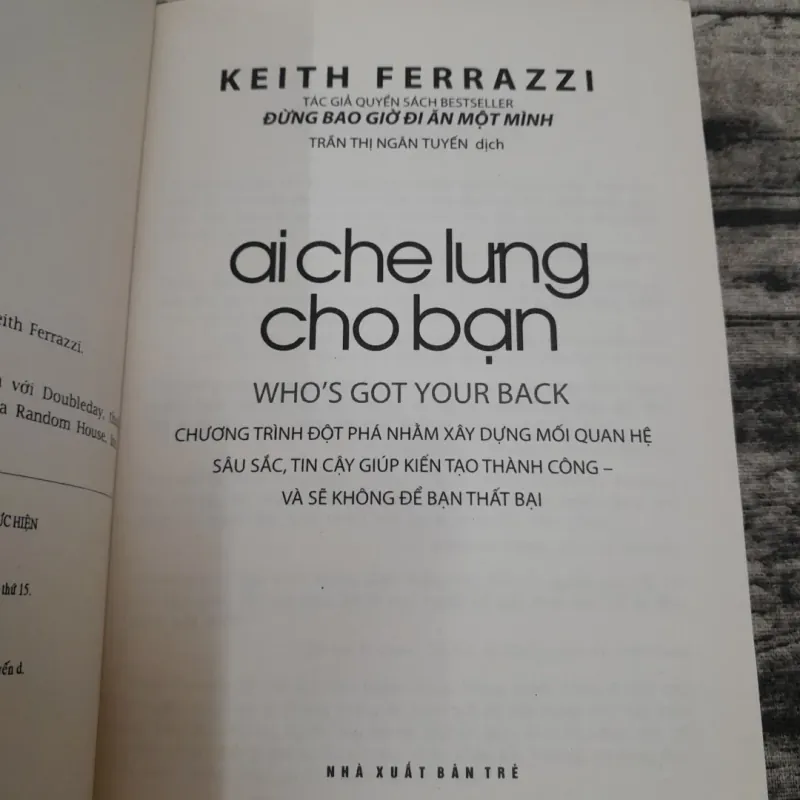 KEITH FERRAZZI
TÁC GIẢ QUYỂN SÁCH BESTSELLER
ĐỪNG BAO GIỜ ĐI ĂN MỘT MÌNH
TRẦN THỊ NGÂN TUYẾN dịch
ai che lưng
cho bạn
WHO'S GOT YOUR BACK
CHƯƠNG TRÌNH ĐỘT PHÁ NHẰM XÂY DỰNG MỐI QUAN HỆ
SÂU SẮC, TIN CẬY GIÚP KIẾN TẠO THÀNH CÔNG –
VÀ SẼ KHÔNG ĐỂ BẠN THẤT BẠI
NHÀ XUẤT BẢN TRẺ
Ferrazzi.
với Doubleday,
a Random House.
HIỆN
thứ 15.
d.